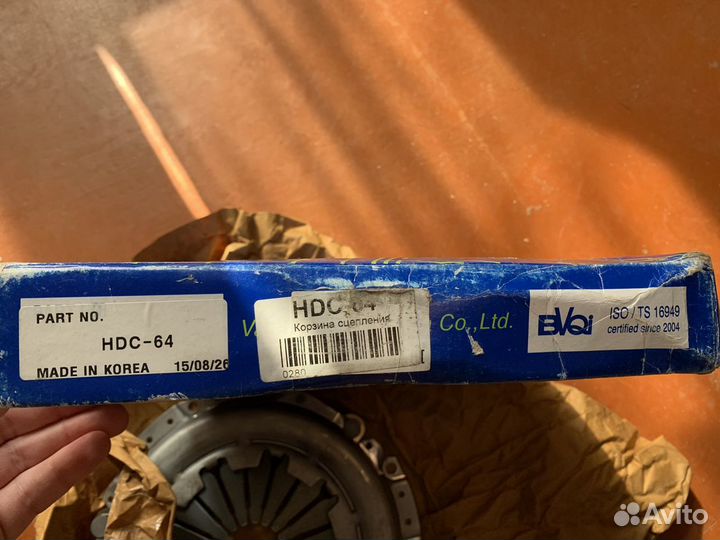 PART NO.
HDC-64
MADE IN KOREA 15/08/26
HDC-64
Корзина сцепления
0280
Co.,Ltd.
BVQi
ISO / TS 16949
certified since 2004
Avito